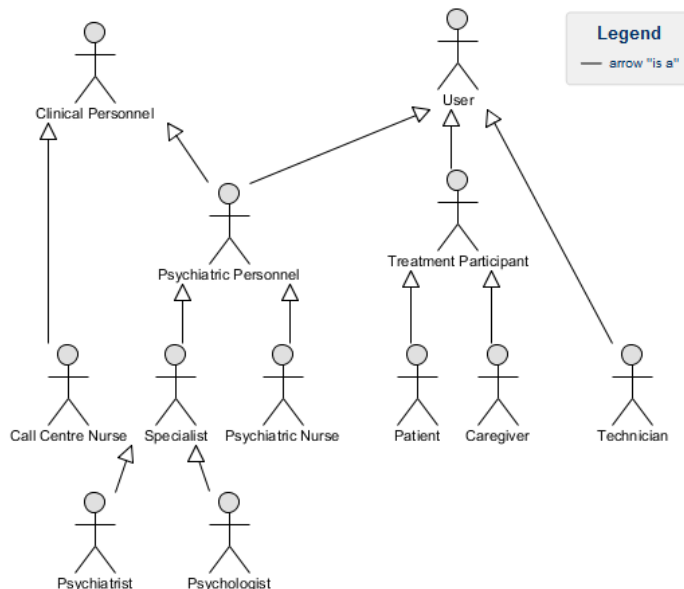 Legend
arrow "is a"
Clinical Personnel
User
Psychiatric Personnel
Treatment Participant
Call Centre Nurse
Specialist
Psychiatric Nurse
Patient
Caregiver
Technician
Psychiatrist
Psychologist